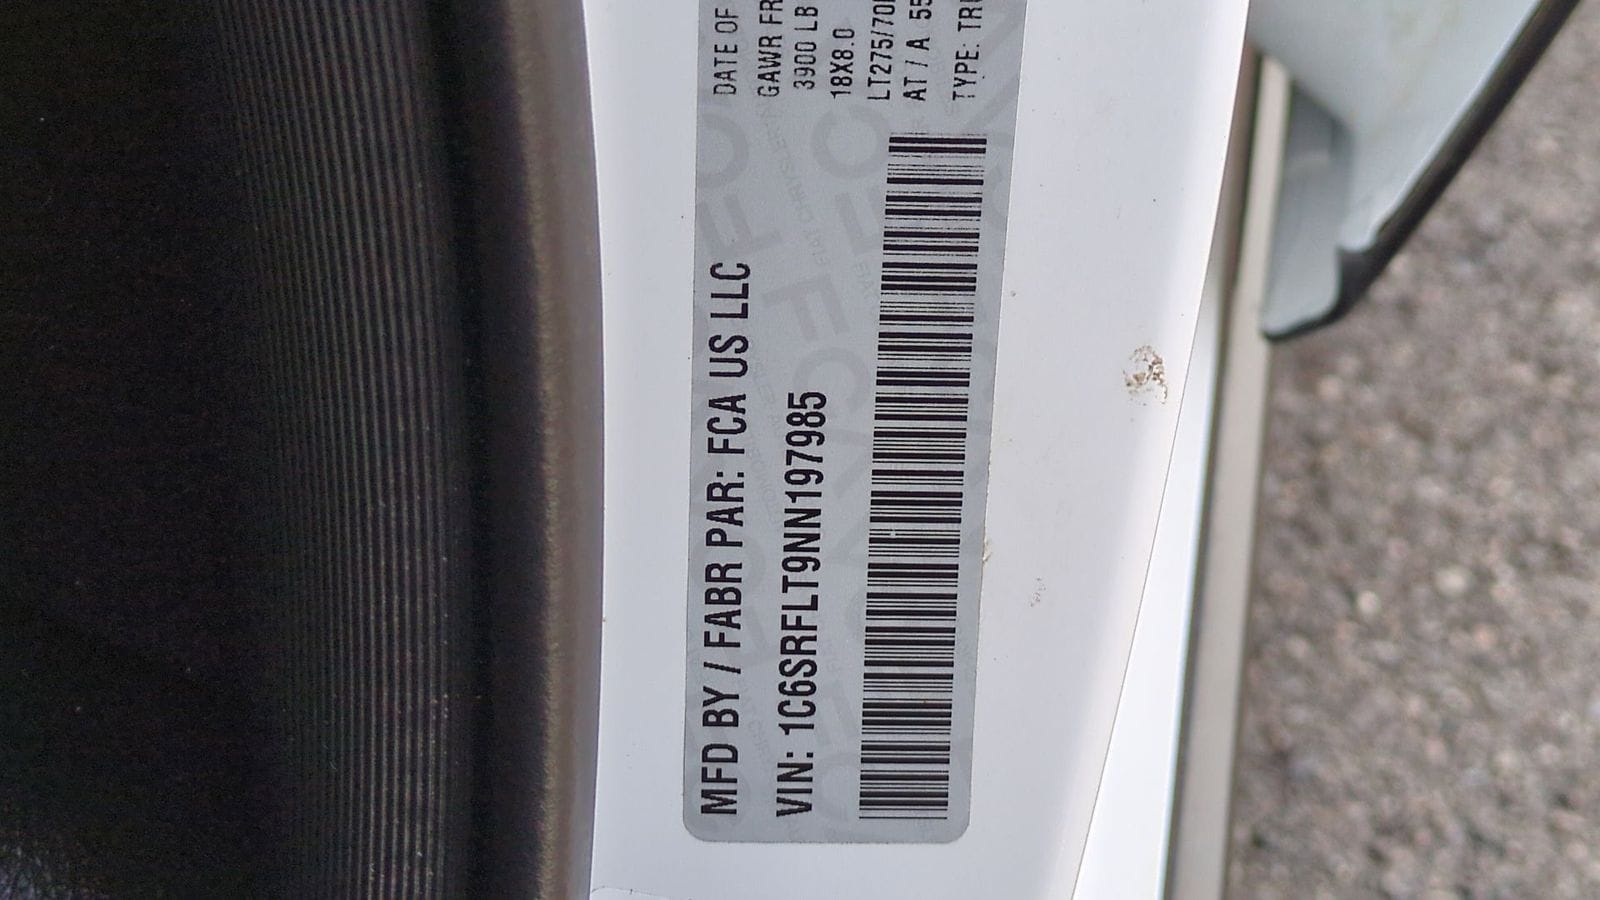 MFD BY / FABR PAR: FCA US LLC
DATE OF
VIN: 1C6SRFLT9NN197985
GAWR FR
3900 LB
18X8.0
LT275/70
AT / A 55
TYPE: TR